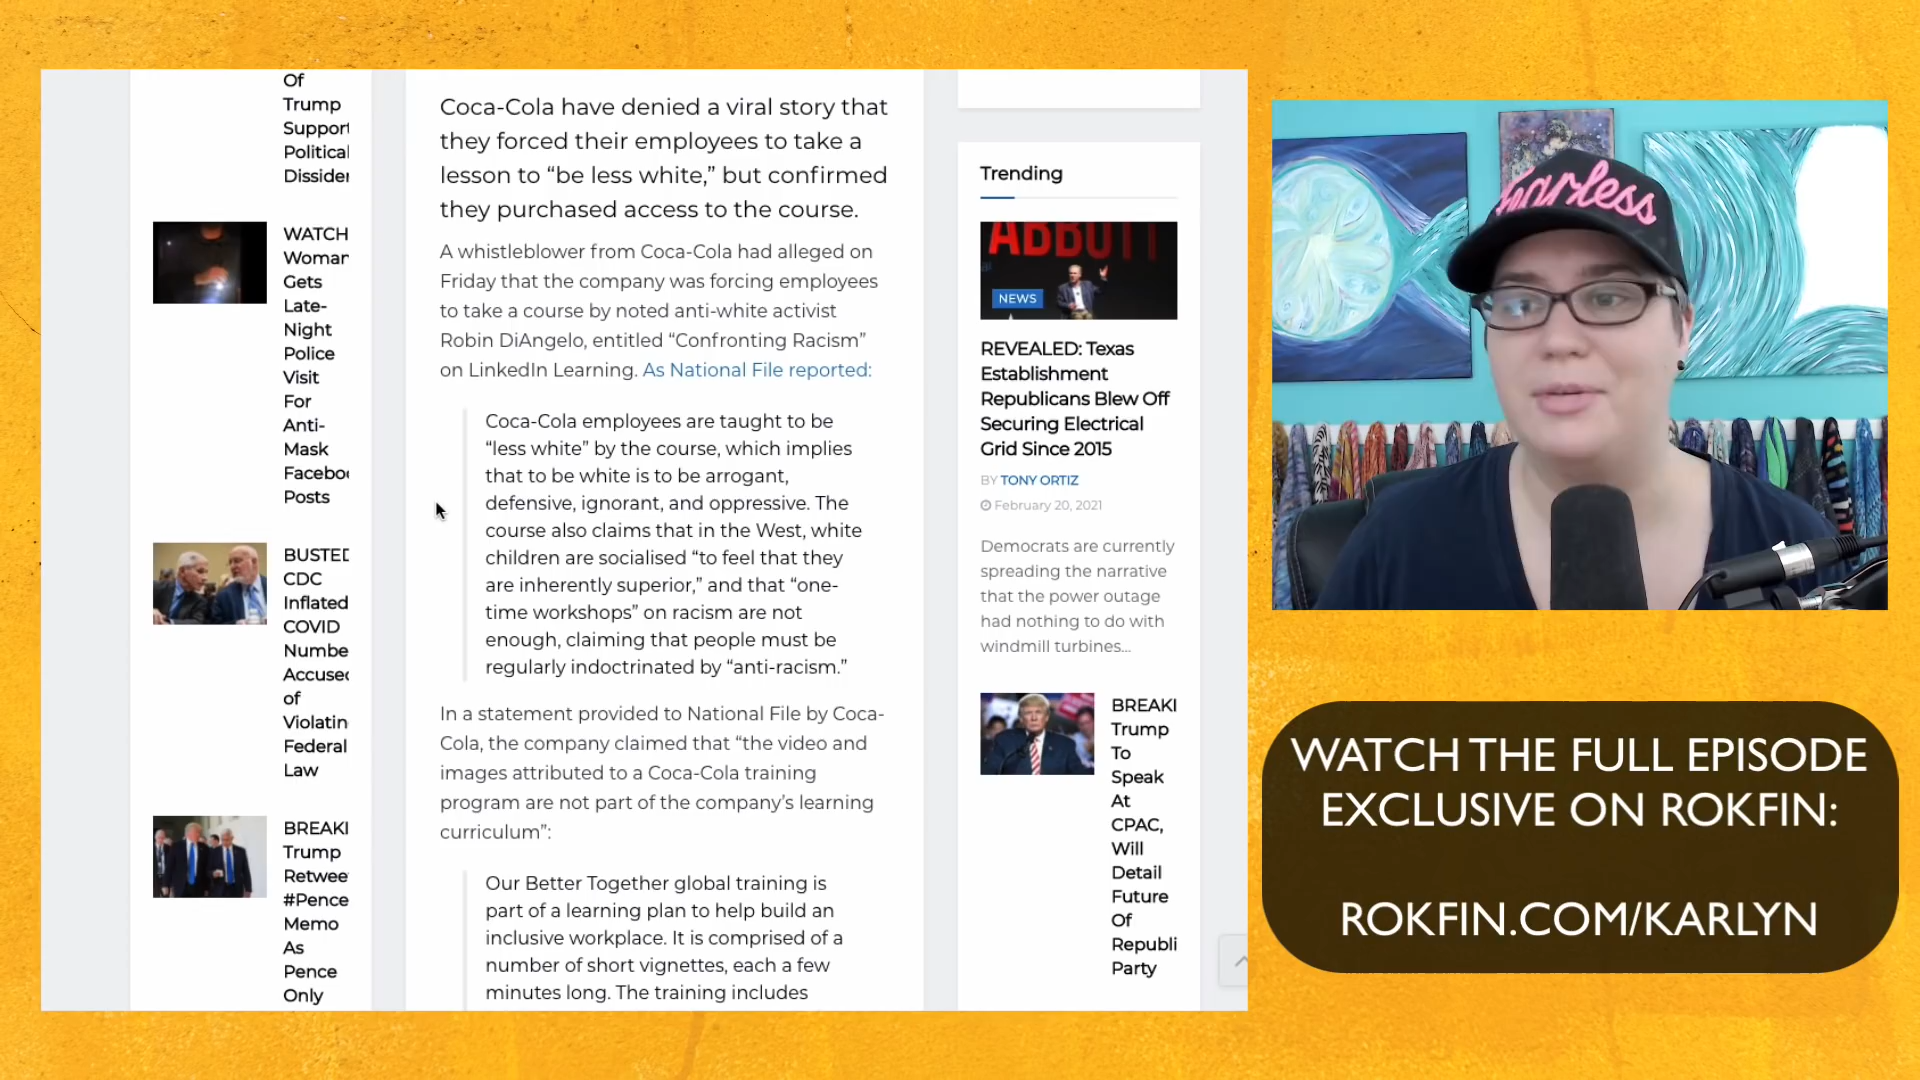 Of
Trump
Support
Political
Dissider
WATCH
Woman
Gets
Late-
Night
Police
Visit
For
Anti-
Mask
Facebo
Posts
BUSTED
CDC
Inflated
COVID
Numbe
Accused
of
Violatin
Federal
Law
BREAKI
Trump
Retwee
#Pence
Memo
As
Pence
Only
Coca-Cola have denied a viral story that
they forced their employees to take a
lesson to “be less white,” but confirmed
they purchased access to the course.
A whistleblower from Coca-Cola had alleged on
Friday that the company was forcing employees
to take a course by noted anti-white activist
Robin DiAngelo, entitled “Confronting Racism”
on LinkedIn Learning. As National File reported:
Coca-Cola employees are taught to be
“less white” by the course, which implies
that to be white is to be arrogant,
defensive, ignorant, and oppressive. The
course also claims that in the West, white
children are socialised “to feel that they
are inherently superior,” and that “one-
time workshops” on racism are not
enough, claiming that people must be
regularly indoctrinated by “anti-racism.”
In a statement provided to National File by Coca-
Cola, the company claimed that “the video and
images attributed to a Coca-Cola training
program are not part of the company’s learning
curriculum”:
Our Better Together global training is
part of a learning plan to help build an
inclusive workplace. It is comprised of a
number of short vignettes, each a few
minutes long. The training includes
Trending
ABBOTT
NEWS
REVEALED: Texas
Establishment
Republicans Blew Off
Securing Electrical
Grid Since 2015
BY TONY ORTIZ
February 20, 2021
Democrats are currently
spreading the narrative
that the power outage
had nothing to do with
windmill turbines...
BREAKI
Trump
To
Speak
At
CPAC,
Will
Detail
Future
Of
Republi
Party
fearless
WATCH THE FULL EPISODE
EXCLUSIVE ON ROKFIN:
ROKFIN.COM/KARLYN